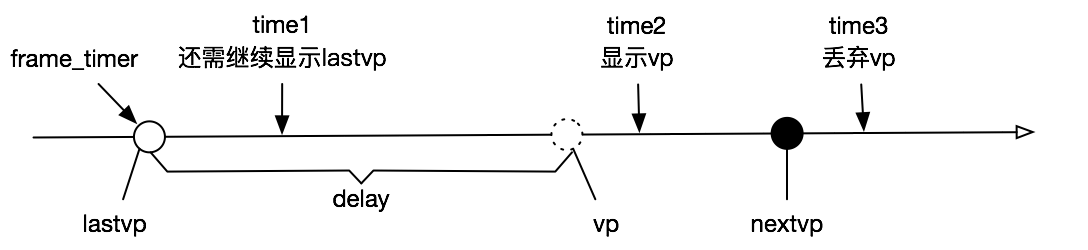 frame_timer
time1
还需继续显示lastvp
time2
显示vp
time3
丢弃vp
delay
lastvp
vp
nextvp